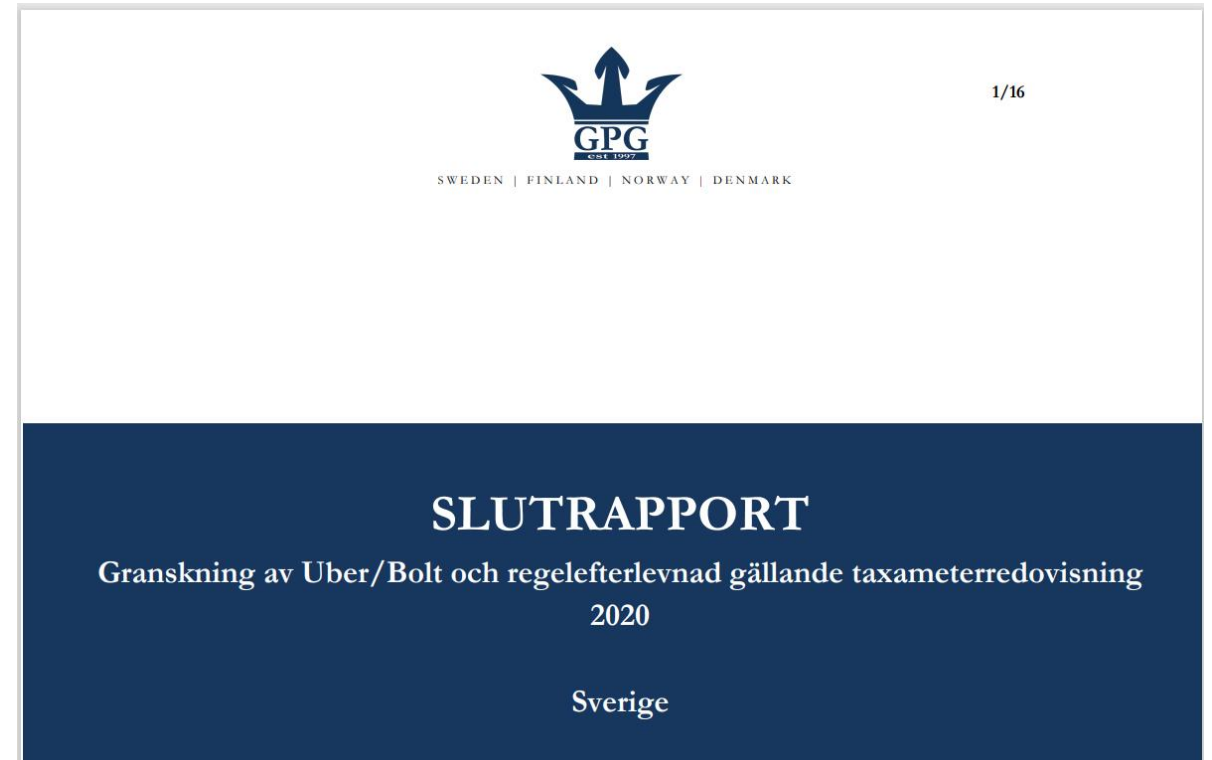 1/16
GPG
est 1997
SWEDEN | FINLAND | NORWAY | DENMARK
SLUTRAPPORT
Granskning av Uber/Bolt och regelefterlevnad gällande taxameterredovisning
2020
Sverige